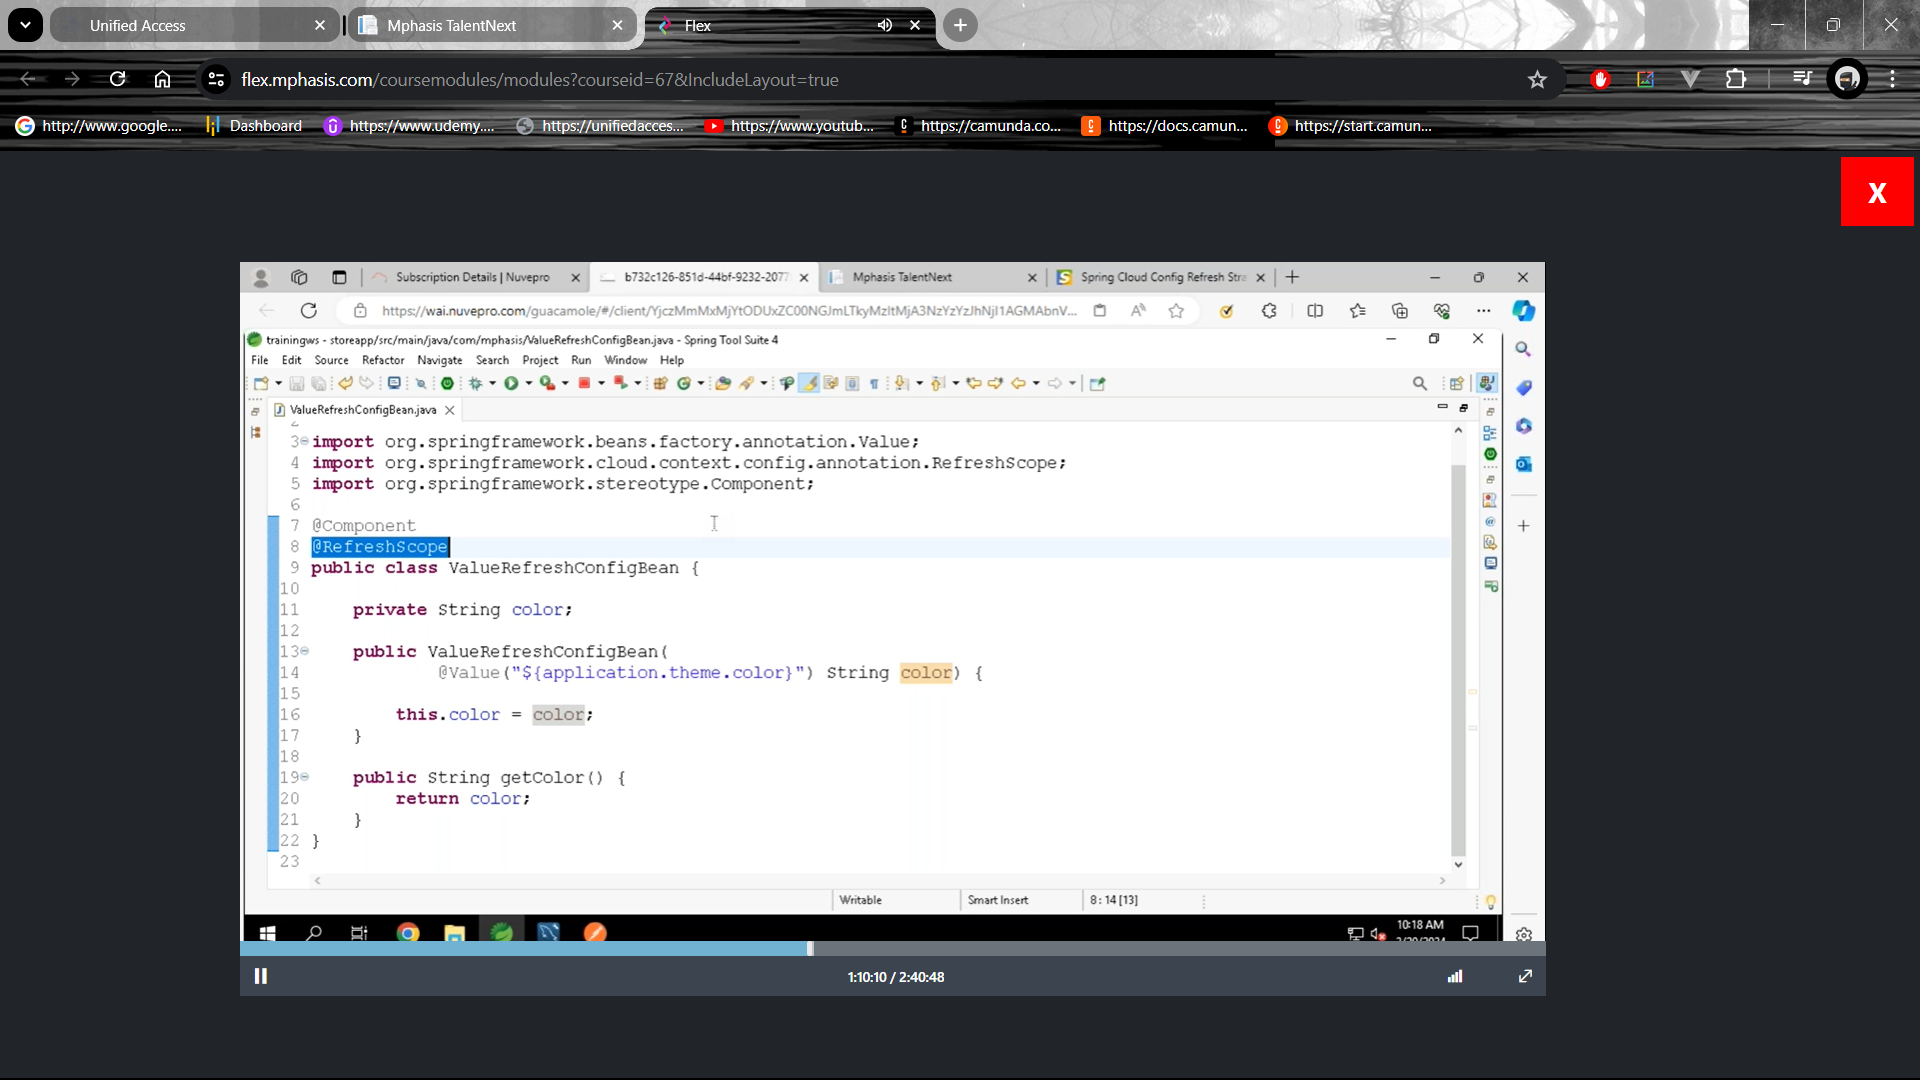 Unified Access
Mphasis TalentNext
Flex
flex.mphasis.com/coursemodules/modules?courseid=67&IncludeLayout=true
http://www.google....
Dashboard
https://www.udemy....
https://unifiedacces...
https://www.youtub...
https://camunda.co...
https://docs.camun...
https://start.camun...
X
Subscription Details | Nuvepro
b732c126-851d-44bf-9232-2077
Mphasis TalentNext
Spring Cloud Config Refresh Stra
trainingws - storeapp/src/main/java/com/mphasis/ValueRefreshConfigBean.java - Spring Tool Suite 4
File Edit Source Refactor Navigate Search Project Run Window Help
ValueRefreshConfigBean.java
3 import org.springframework.beans.factory.annotation.Value;
4 import org.springframework.cloud.context.config.annotation.RefreshScope;
5 import org.springframework.stereotype.Component;
6
7 @Component
8 @RefreshScope
9 public class ValueRefreshConfigBean {
10
11 private String color;
12
13 public ValueRefreshConfigBean(
14 @Value("${application.theme.color}") String color) {
15
16 this.color = color;
17 }
18
19 public String getColor() {
20 return color;
21 }
22 }
23
Writable
Smart Insert
8 : 14 [13]
10:18 AM
1:10:10 / 2:40:48